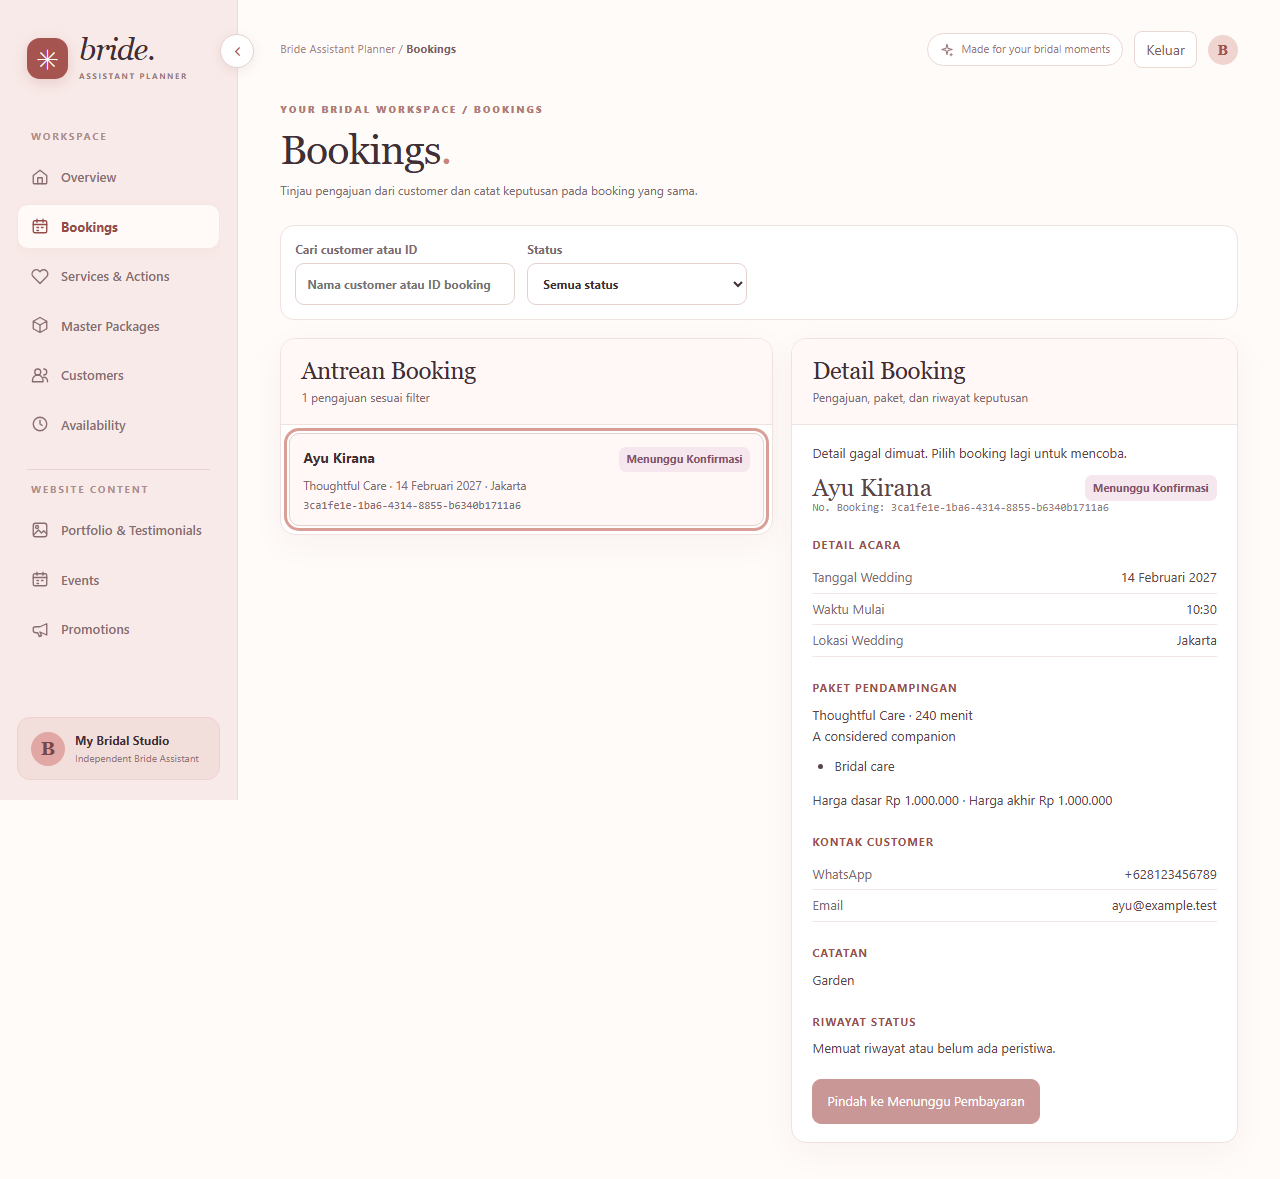 bride.
ASSISTANT PLANNER
WORKSPACE
Overview
Bookings
Services & Actions
Master Packages
Customers
Availability
WEBSITE CONTENT
Portfolio & Testimonials
Events
Promotions
B
My Bridal Studio
Independent Bride Assistant
Bride Assistant Planner / Bookings
Made for your bridal moments
Keluar
B
YOUR BRIDAL WORKSPACE / BOOKINGS
Bookings.
Tinjau pengajuan dari customer dan catat keputusan pada booking yang sama.
Cari customer atau ID
Nama customer atau ID booking
Status
Semua status
Antrean Booking
1 pengajuan sesuai filter
Ayu Kirana
Menunggu Konfirmasi
Thoughtful Care · 14 Februari 2027 · Jakarta
3ca1fe1e-1ba6-4314-8855-b6340b1711a6
Detail Booking
Pengajuan, paket, dan riwayat keputusan
Detail gagal dimuat. Pilih booking lagi untuk mencoba.
Ayu Kirana
Menunggu Konfirmasi
No. Booking: 3ca1fe1e-1ba6-4314-8855-b6340b1711a6
DETAIL ACARA
Tanggal Wedding 14 Februari 2027
Waktu Mulai 10:30
Lokasi Wedding Jakarta
PAKET PENDAMPINGAN
Thoughtful Care · 240 menit
A considered companion
• Bridal care
Harga dasar Rp 1.000.000 · Harga akhir Rp 1.000.000
KONTAK CUSTOMER
WhatsApp +628123456789
Email ayu@example.test
CATATAN
Garden
RIWAYAT STATUS
Memuat riwayat atau belum ada peristiwa.
Pindah ke Menunggu Pembayaran